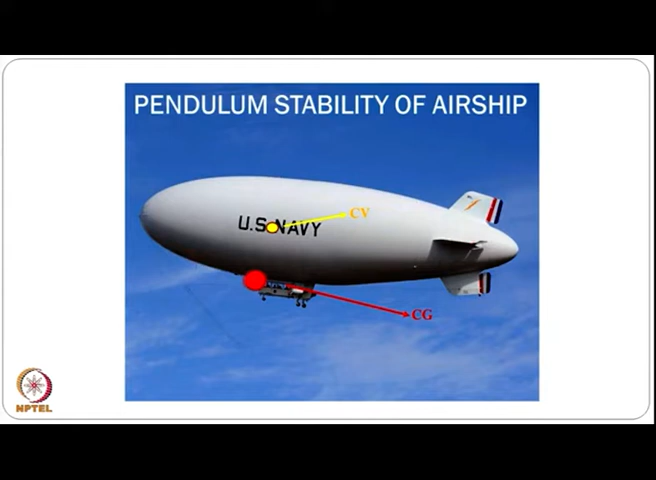 PENDULUM STABILITY OF AIRSHIP
CV
U.S NAVY
CG
NPTEL